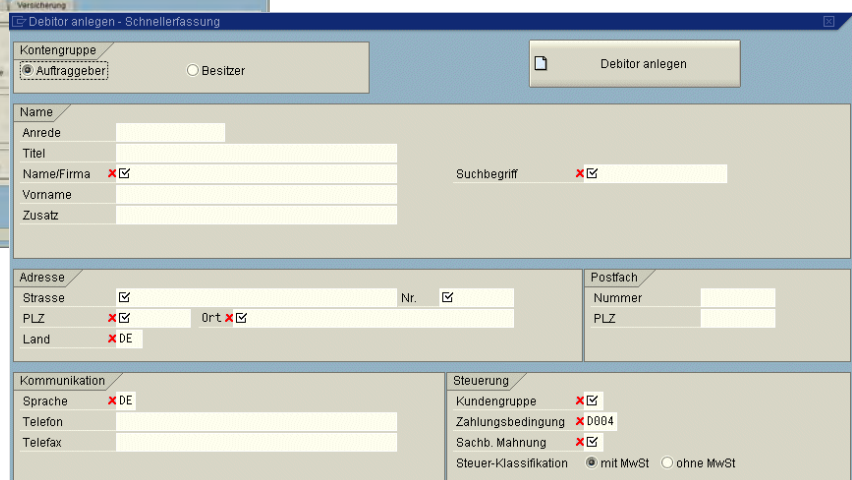 Versicherung
Debitor anlegen - Schnellerfassung
Kontengruppe
Auftraggeber Besitzer
Debitor anlegen
Name
Anrede
Titel
Name/Firma Suchbegriff
Vorname
Zusatz
Adresse
Strasse Nr.
PLZ Ort
Land DE
Postfach
Nummer
PLZ
Kommunikation
Sprache DE
Telefon
Telefax
Steuerung
Kundengruppe
Zahlungsbedingung D004
Sachb. Mahnung
Steuer-Klassifikation mit MwSt ohne MwSt